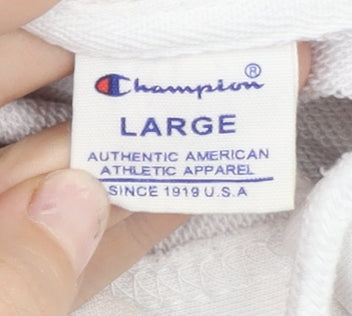 Champion®
LARGE
AUTHENTIC AMERICAN
ATHLETIC APPAREL
SINCE 1919 U.S.A